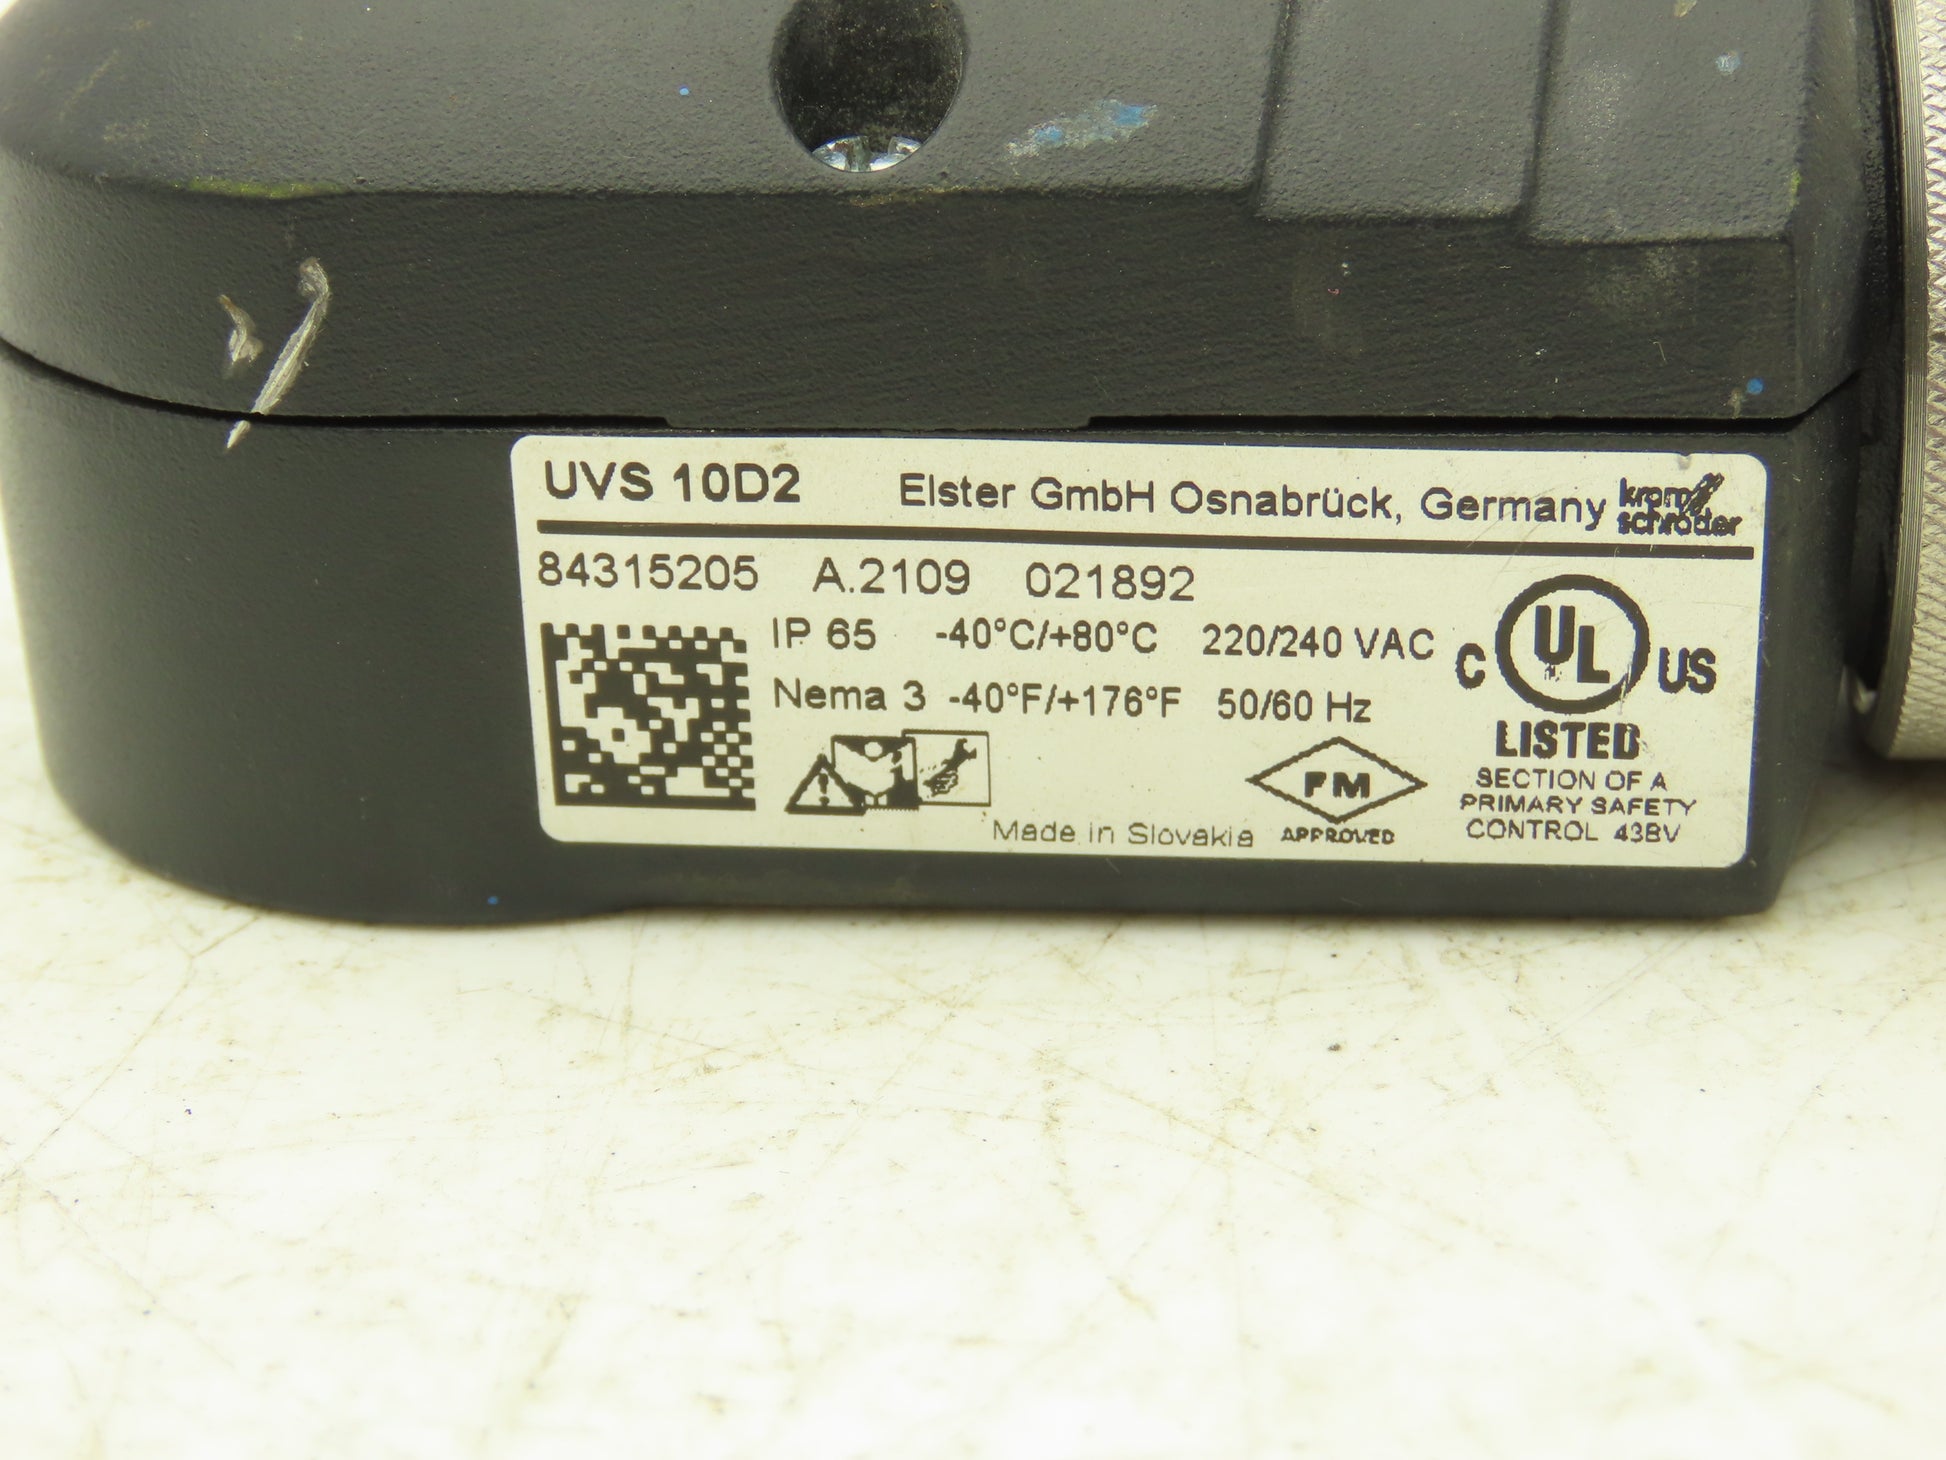 UVS 10D2 Elster GmbH Osnabrück, Germany krom schröder
84315205 A.2109 021892
IP 65 -40°C/+80°C 220/240 VAC
Nema 3 -40°F/+176°F 50/60 Hz
C UL US
LISTED
SECTION OF A
PRIMARY SAFETY
CONTROL 43BV
FM
APPROVED
Made in Slovakia